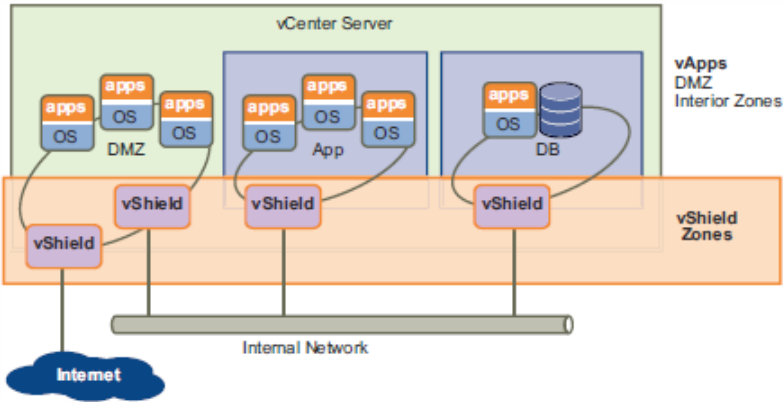 vCenter Server
vApps
DMZ
Interior Zones
apps
apps
apps
OS
OS
OS
DMZ
apps
apps
apps
OS
OS
OS
App
apps
OS
DB
vShield
vShield
vShield
vShield
vShield
Zones
Internal Network
Internet